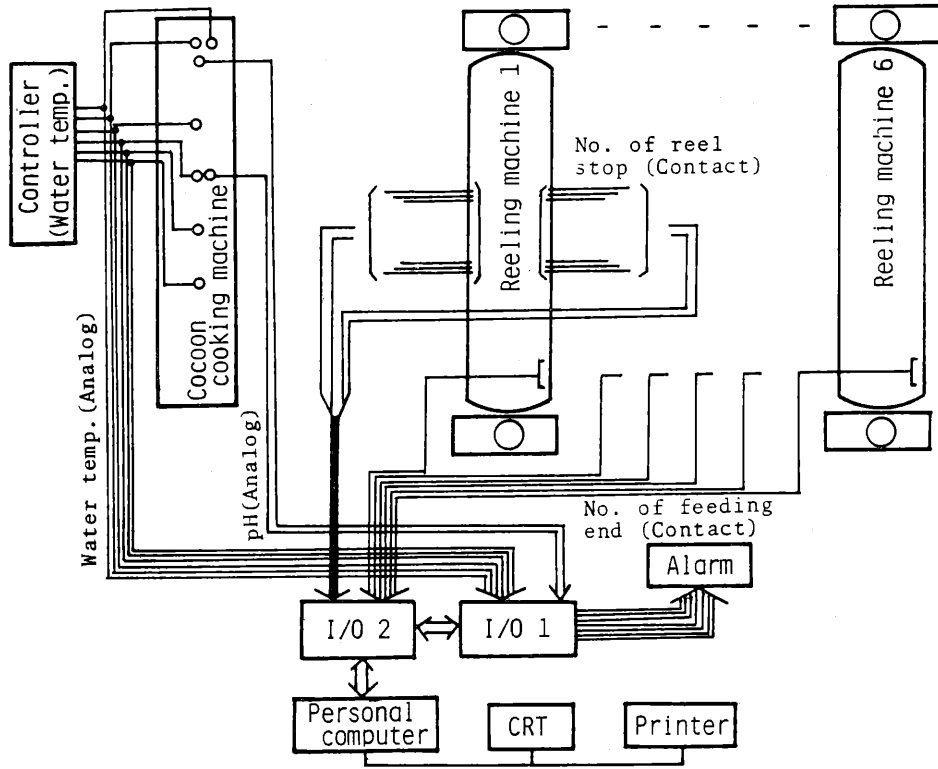 Controller
(Water temp.)
Cocoon
cooking machine
Reeling machine 1
Reeling machine 6
No. of reel
stop (Contact)
Water temp.(Analog)
pH(Analog)
No. of feeding
end (Contact)
Alarm
I/O 2
I/O 1
Personal
computer
CRT
Printer